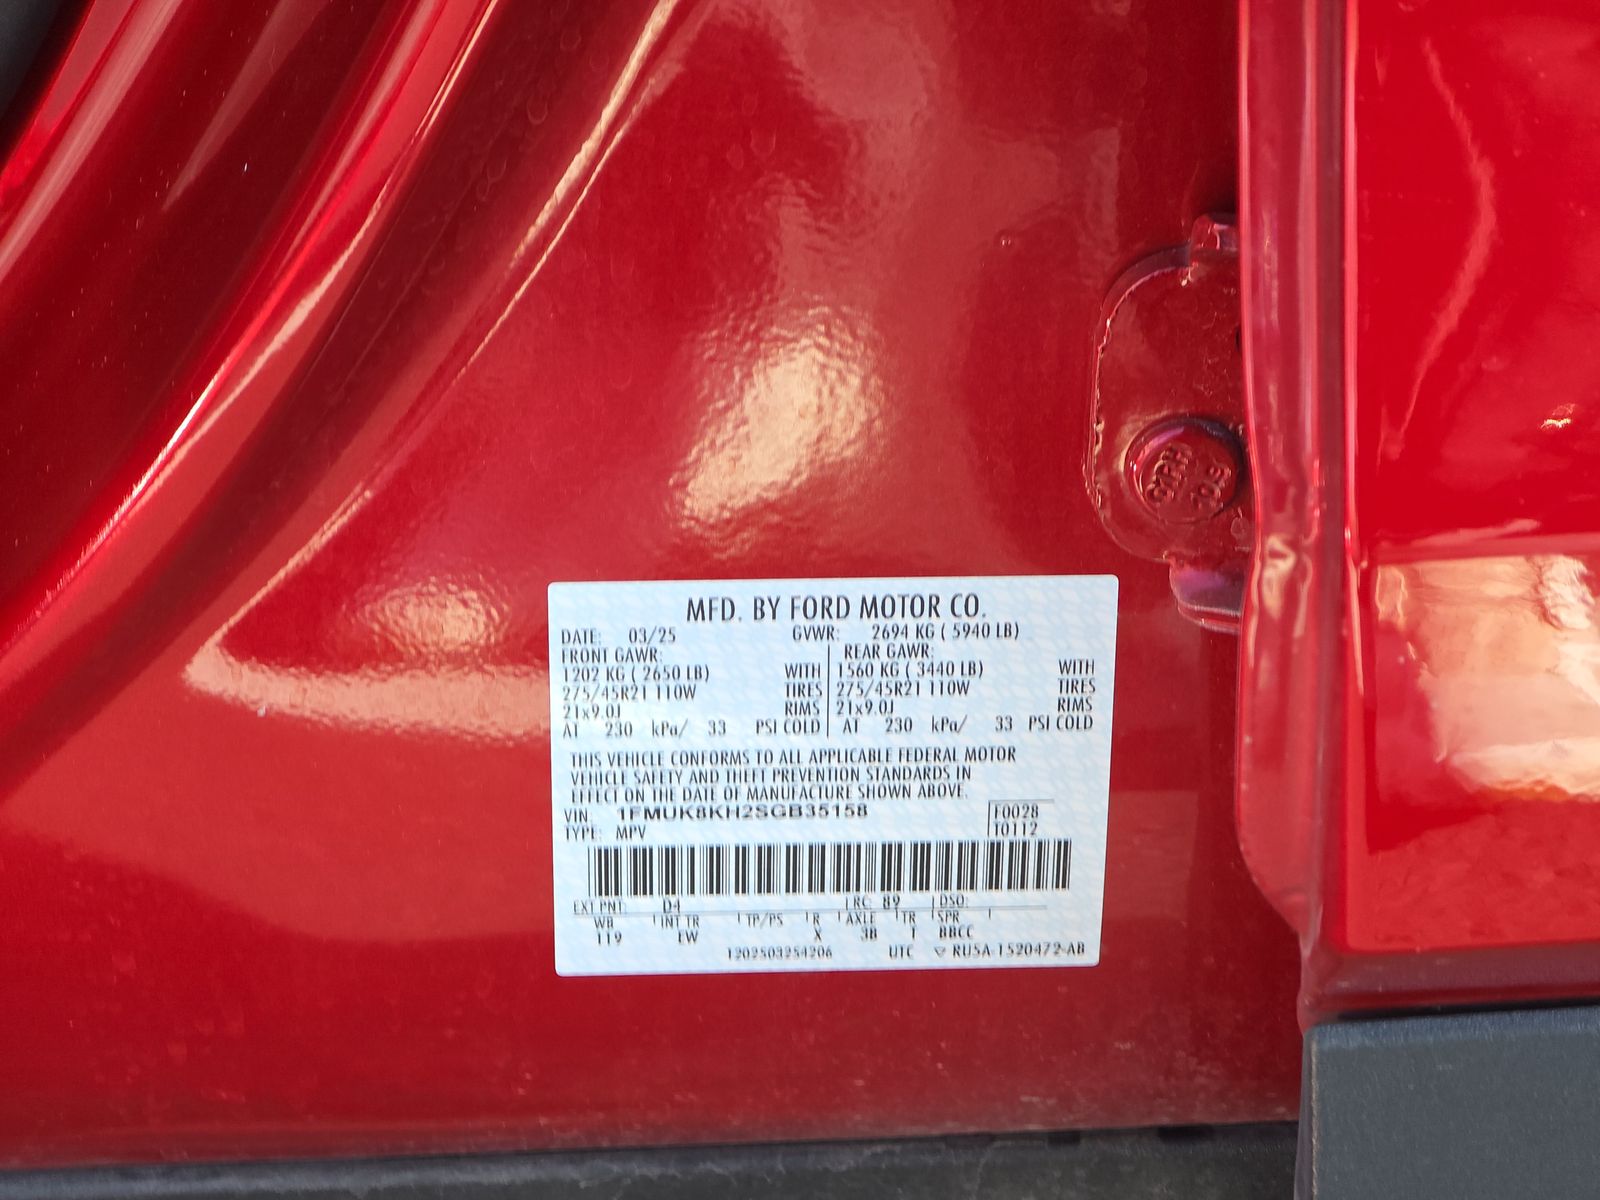 MFD. BY FORD MOTOR CO.
DATE: 03/25 GVWR: 2694 KG ( 5940 LB)
FRONT GAWR: REAR GAWR:
1202 KG ( 2650 LB) WITH 1560 KG ( 3440 LB) WITH
275/45R21 110W TIRES 275/45R21 110W TIRES
21x9.0J RIMS 21x9.0J RIMS
AT 230 kPa/ 33 PSI COLD AT 230 kPa/ 33 PSI COLD
THIS VEHICLE CONFORMS TO ALL APPLICABLE FEDERAL MOTOR
VEHICLE SAFETY AND THEFT PREVENTION STANDARDS IN
EFFECT ON THE DATE OF MANUFACTURE SHOWN ABOVE.
VIN: 1FMUK8KH2SGB35158 F0028
TYPE: MPV T0112
EXT PNT: D4 RC: 89 DSO:
WB INT TR TP/PS R AXLE TR SPR
119 EW X 3B T BBCC
1202503254206 UTC RU5A-1520472-AB
10.9